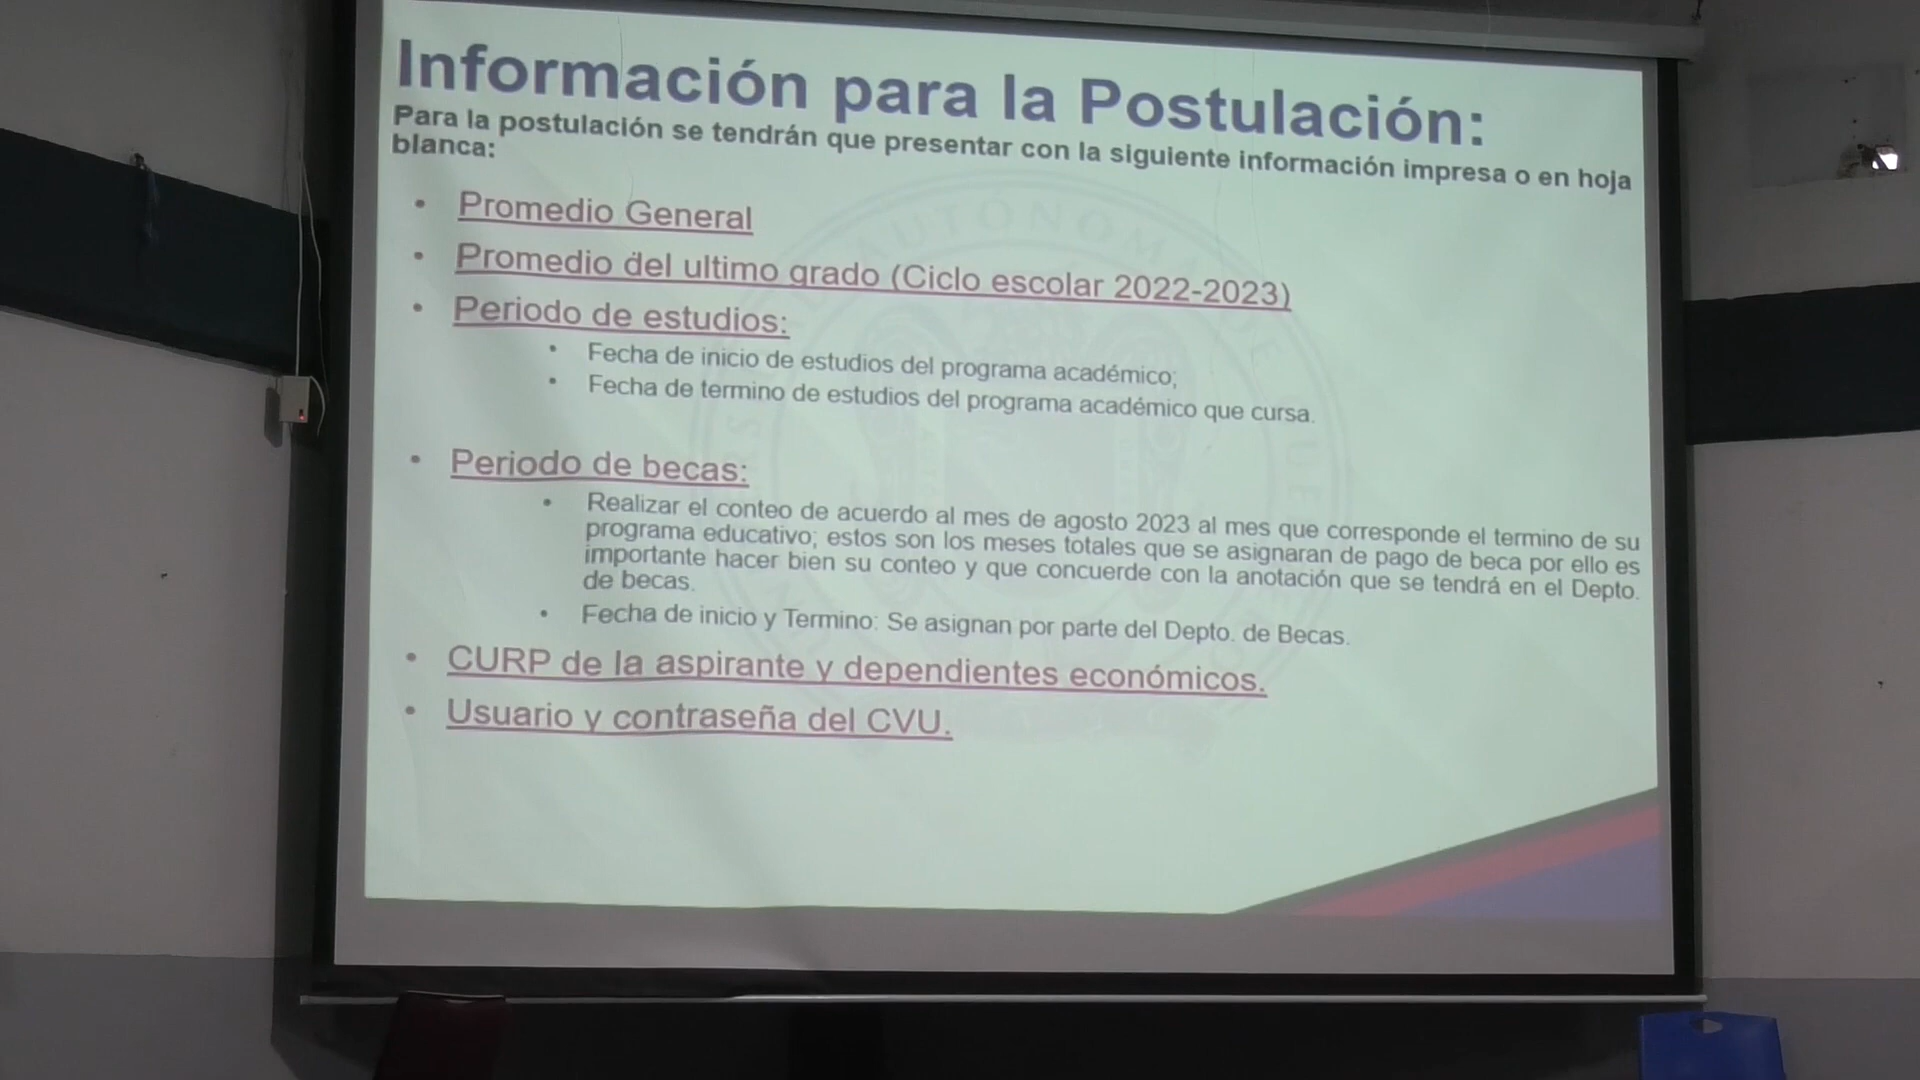 Información para la Postulación:
Para la postulación se tendrán que presentar con la siguiente información impresa o en hoja
blanca:
• Promedio General
• Promedio del ultimo grado (Ciclo escolar 2022-2023)
• Periodo de estudios:
• Fecha de inicio de estudios del programa académico;
• Fecha de termino de estudios del programa académico que cursa.
• Periodo de becas:
• Realizar el conteo de acuerdo al mes de agosto 2023 al mes que corresponde el termino de su
programa educativo; estos son los meses totales que se asignaran de pago de beca por ello es
importante hacer bien su conteo y que concuerde con la anotación que se tendrá en el Depto.
de becas.
• Fecha de inicio y Termino: Se asignan por parte del Depto. de Becas.
• CURP de la aspirante y dependientes económicos.
• Usuario y contraseña del CVU.